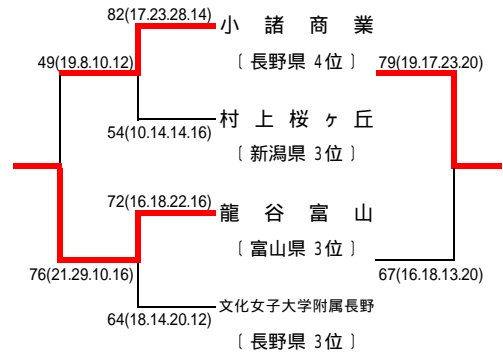 82(17.23.28.14)
小 諸 商 業
49(19.8.10.12)
〔 長野県 4位 〕
79(19.17.23.20)
54(10.14.14.16)
村 上 桜 ヶ 丘
〔 新潟県 3位 〕
72(16.18.22.16)
龍 谷 富 山
〔 富山県 3位 〕
76(21.29.10.16)
67(16.18.13.20)
文化女子大学附属長野
64(18.14.20.12)
〔 長野県 3位 〕